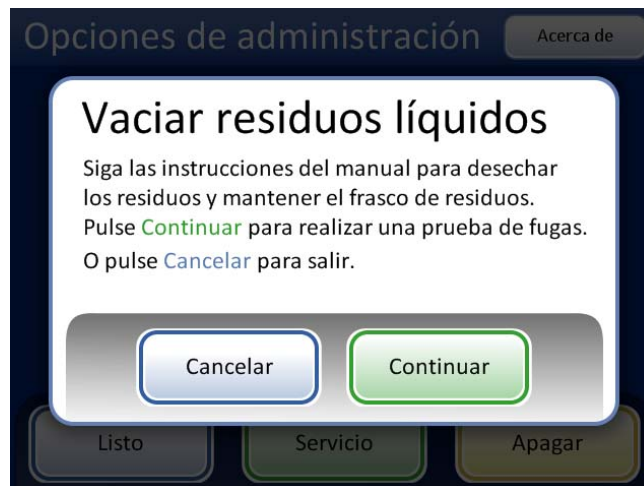 Opciones de administración
Acerca de
Vaciar residuos líquidos
Siga las instrucciones del manual para desechar
los residuos y mantener el frasco de residuos.
Pulse Continuar para realizar una prueba de fugas.
O pulse Cancelar para salir.
Cancelar
Continuar
Listo
Servicio
Apagar